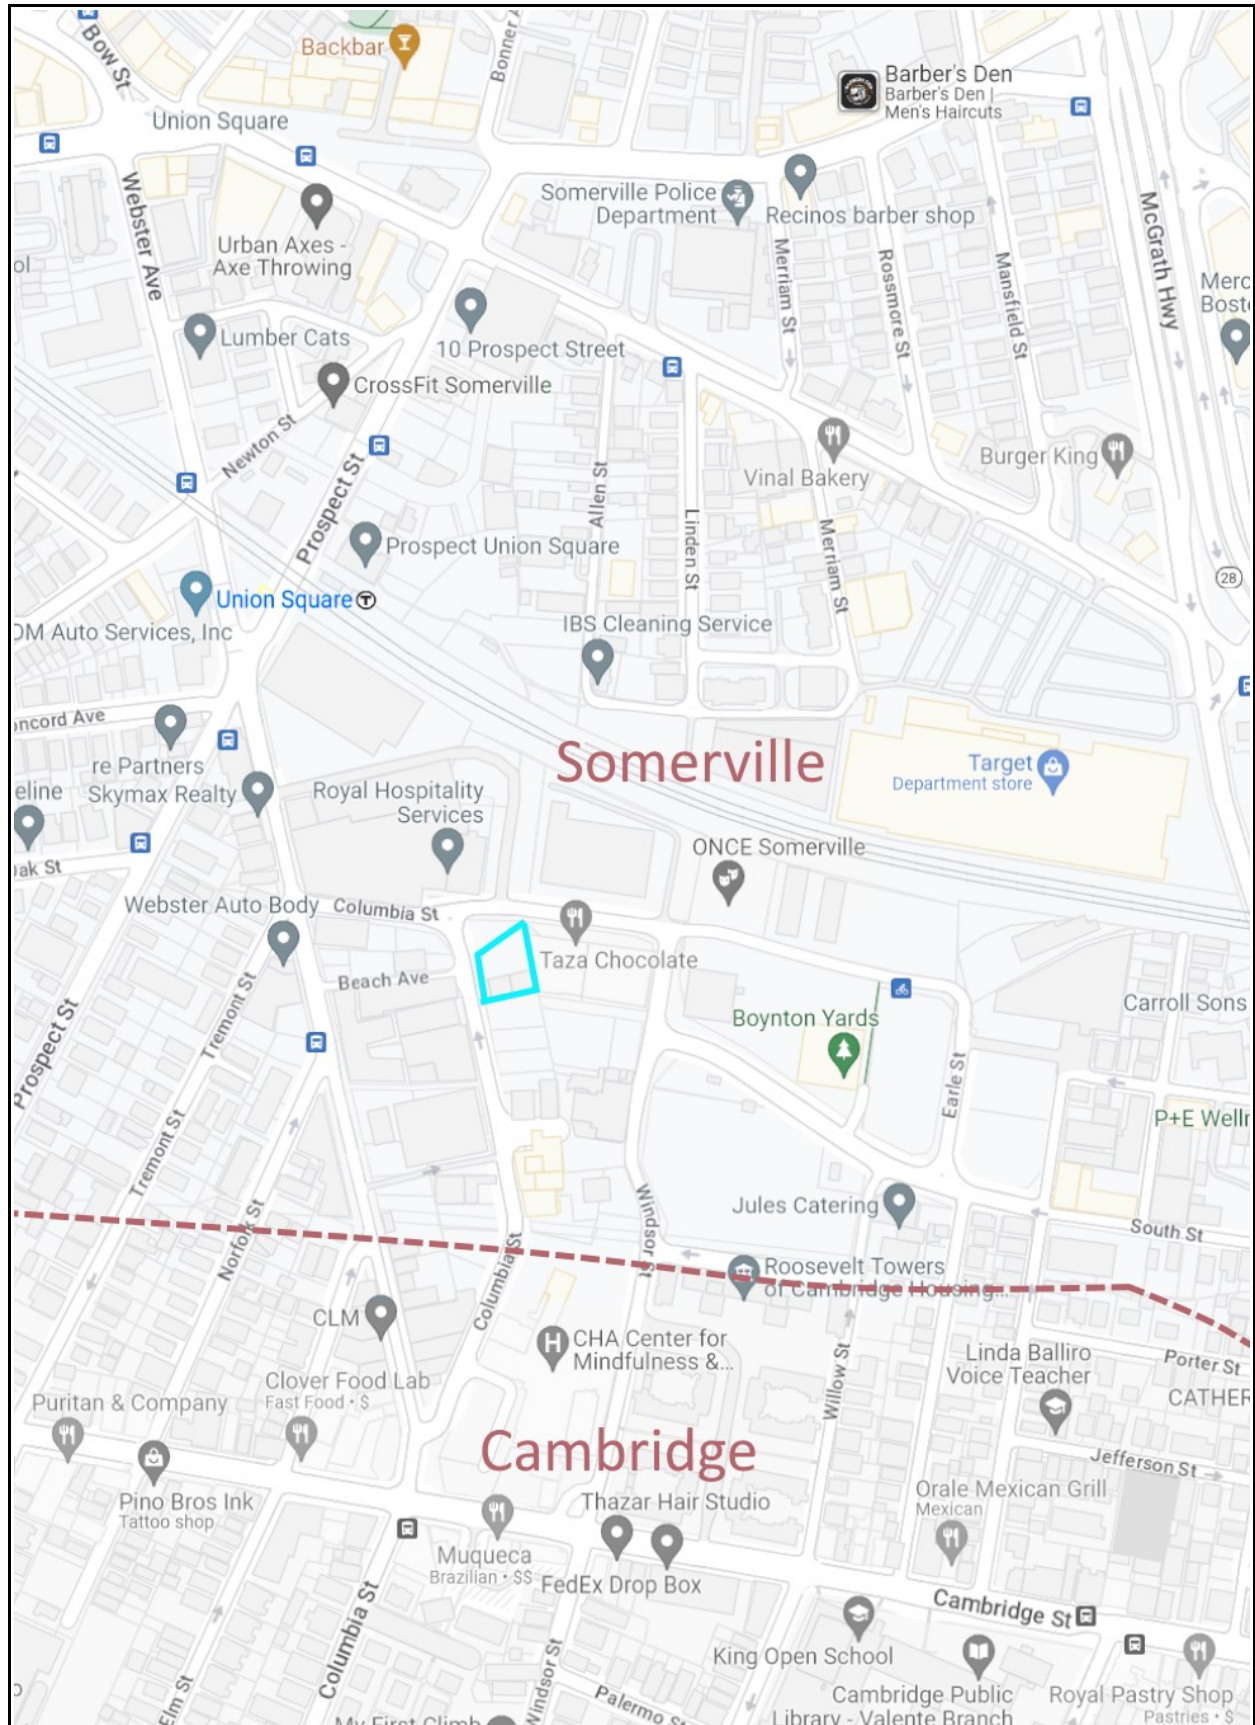 Bow St
Backbar
Bonner A
Barber's Den
Barber's Den |
Men's Haircuts
Union Square
Webster Ave
Somerville Police
Department
Recinos barber shop
McGrath Hwy
Urban Axes -
Axe Throwing
ol
Merriam St
Rossmore St
Mansfield St
Merc
Bost
Lumber Cats
10 Prospect Street
CrossFit Somerville
Newton St
Prospect St
Allen St
Vinal Bakery
Burger King
Linden St
Merriam St
Prospect Union Square
28
Union Square T
OM Auto Services, Inc
IBS Cleaning Service
oncord Ave
re Partners
Skymax Realty
eline
Royal Hospitality
Services
Somerville
Target
Department store
ONCE Somerville
Oak St
Webster Auto Body
Columbia St
Taza Chocolate
Beach Ave
Tremont St
Prospect St
Boynton Yards
Carroll Sons
Earle St
P+E Welln
Tremont St
Norfolk St
Windsor St
Jules Catering
South St
Columbia St
Roosevelt Towers
of Cambridge Housing...
CLM
CHA Center for
Mindfulness &...
Willow St
Linda Balliro
Voice Teacher
Porter St
CATHER
Clover Food Lab
Fast Food • $
Puritan & Company
Cambridge
Jefferson St
Pino Bros Ink
Tattoo shop
Thazar Hair Studio
Orale Mexican Grill
Mexican
Muqueca
Brazilian • $$
FedEx Drop Box
Columbia St
Cambridge St
King Open School
Elm St
Windsor St
Palermo St
Cambridge Public
Library - Valente Branch
Royal Pastry Shop
Pastries • $
My First Climb